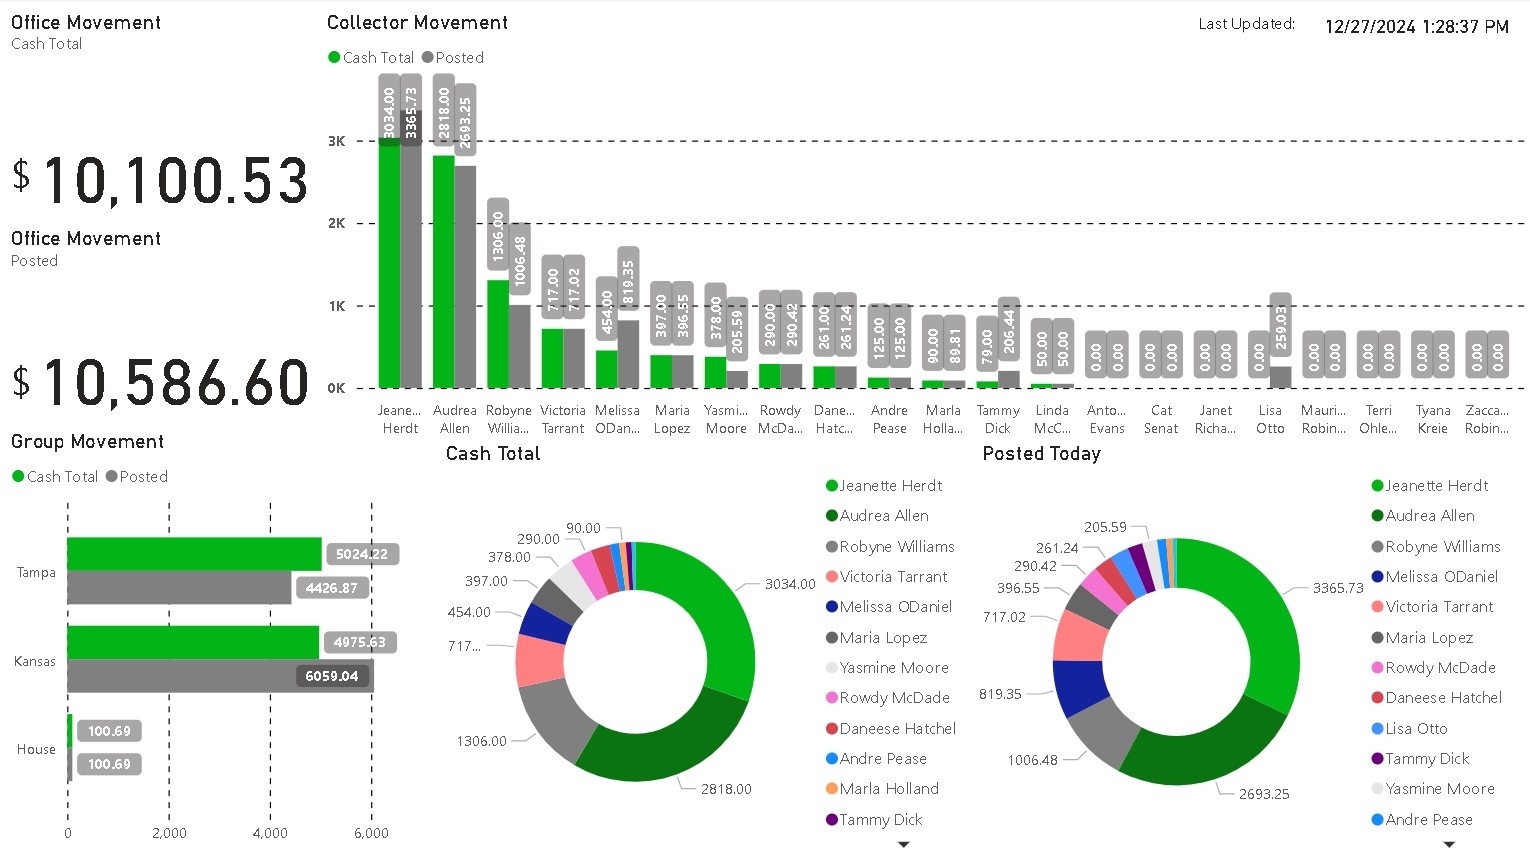 Office Movement
Cash Total
$ 10,100.53
Office Movement
Posted
$ 10,586.60
Collector Movement
Last Updated: 12/27/2024 1:28:37 PM
Cash Total Posted
3K
2K
1K
0K
3034.00 3365.73 2818.00 2693.25 1306.00 1006.48 717.00 717.02 454.00 819.35 397.00 396.55 378.00 205.59 290.00 290.42 261.00 261.24 125.00 125.00 90.00 89.81 79.00 206.44 50.00 50.00 0.00 0.00 0.00 0.00 0.00 0.00 0.00 259.03 0.00 0.00 0.00 0.00 0.00 0.00 0.00 0.00
Jeane... Audrea Robyne Victoria Melissa Maria Yasmi... Rowdy Dane... Andre Marla Tammy Linda Anto... Cat Janet Lisa Mauri... Terri Tyana Zacca...
Herdt Allen Willia... Tarrant ODan... Lopez Moore McDa... Hatc... Pease Holla... Dick McC... Evans Senat Richa... Otto Robin... Ohle... Kreie Robin...
Group Movement
Cash Total Posted
Tampa
5024.22
4426.87
Kansas
4975.63
6059.04
House
100.69
100.69
0 2,000 4,000 6,000
Cash Total
90.00
290.00
378.00
397.00
454.00
717...
1306.00
3034.00
2818.00
Jeanette Herdt
Audrea Allen
Robyne Williams
Victoria Tarrant
Melissa ODaniel
Maria Lopez
Yasmine Moore
Rowdy McDade
Daneese Hatchel
Andre Pease
Marla Holland
Tammy Dick
Posted Today
205.59
261.24
290.42
396.55
717.02
819.35
1006.48
3365.73
2693.25
Jeanette Herdt
Audrea Allen
Robyne Williams
Melissa ODaniel
Victoria Tarrant
Maria Lopez
Rowdy McDade
Daneese Hatchel
Lisa Otto
Tammy Dick
Yasmine Moore
Andre Pease